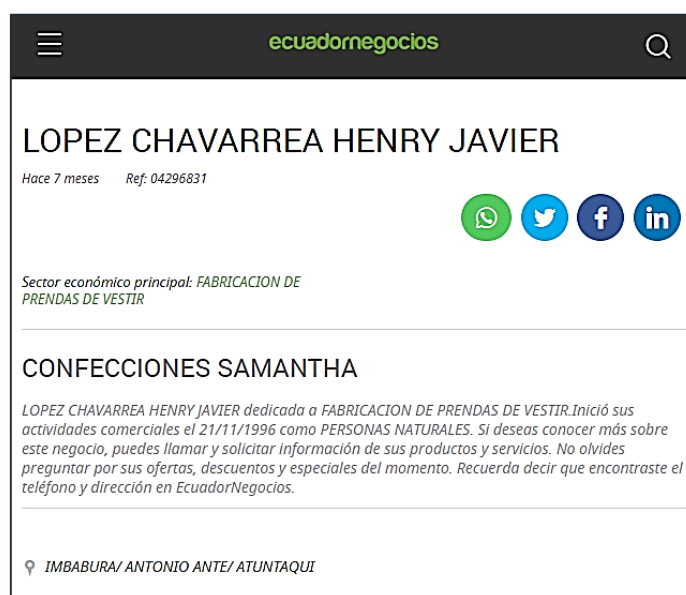 ecuadornegocios
LOPEZ CHAVARREA HENRY JAVIER
Hace 7 meses Ref: 04296831
Sector económico principal: FABRICACION DE
PRENDAS DE VESTIR
CONFECCIONES SAMANTHA
LOPEZ CHAVARREA HENRY JAVIER dedicada a FABRICACION DE PRENDAS DE VESTIR.Inició sus
actividades comerciales el 21/11/1996 como PERSONAS NATURALES. Si deseas conocer más sobre
este negocio, puedes llamar y solicitar información de sus productos y servicios. No olvides
preguntar por sus ofertas, descuentos y especiales del momento. Recuerda decir que encontraste el
teléfono y dirección en EcuadorNegocios.
IMBABURA/ ANTONIO ANTE/ ATUNTAQUI